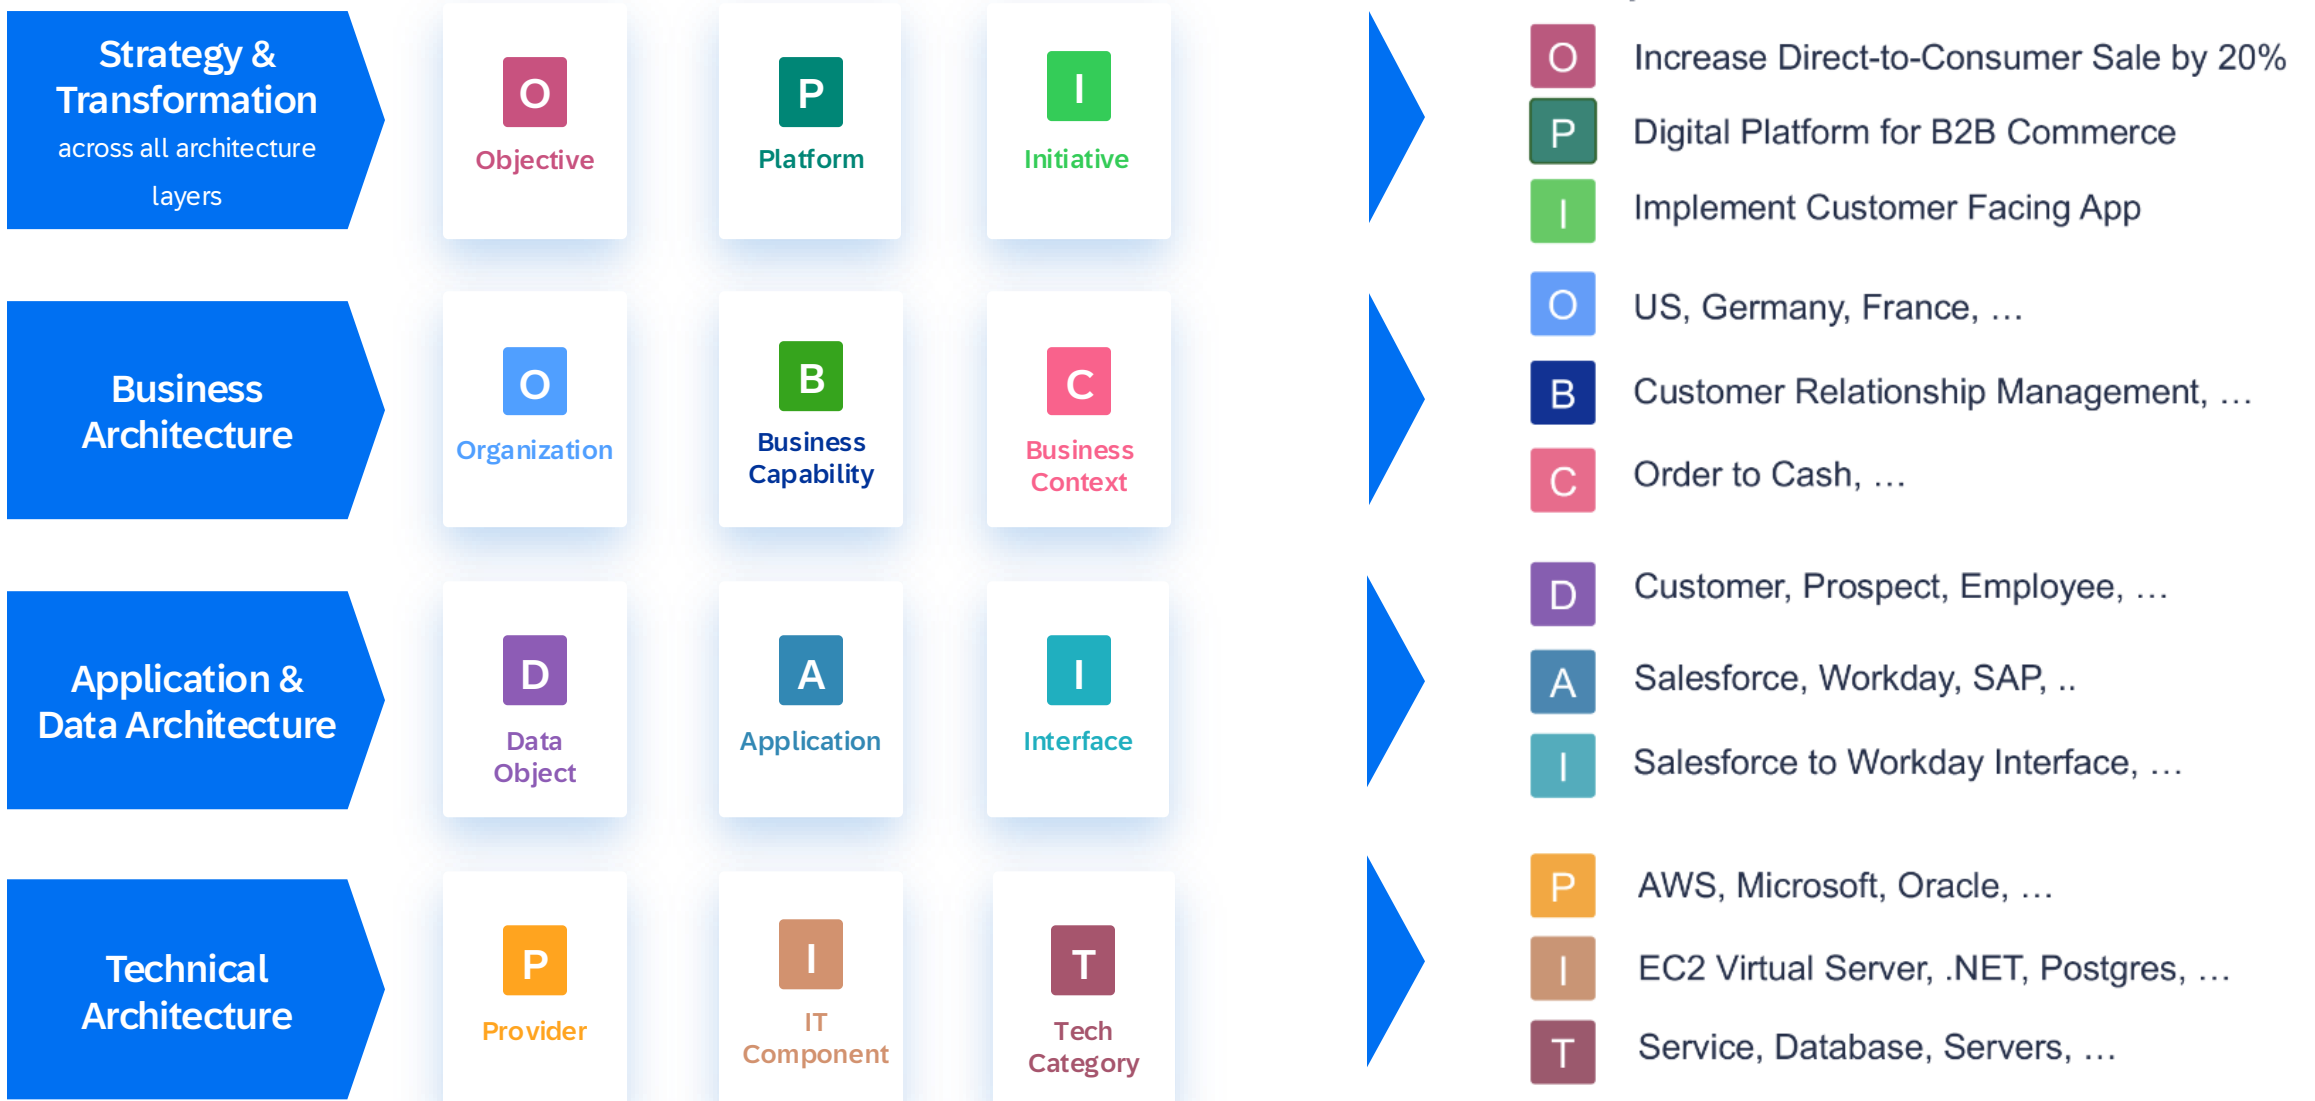 Strategy &
Transformation
across all architecture
layers
O
Objective
P
Platform
I
Initiative
O Increase Direct-to-Consumer Sale by 20%
P Digital Platform for B2B Commerce
I Implement Customer Facing App
Business
Architecture
O
Organization
B
Business
Capability
C
Business
Context
O US, Germany, France, …
B Customer Relationship Management, …
C Order to Cash, …
Application &
Data Architecture
D
Data
Object
A
Application
I
Interface
D Customer, Prospect, Employee, …
A Salesforce, Workday, SAP, ..
I Salesforce to Workday Interface, …
Technical
Architecture
P
Provider
I
IT
Component
T
Tech
Category
P AWS, Microsoft, Oracle, …
I EC2 Virtual Server, .NET, Postgres, …
T Service, Database, Servers, …